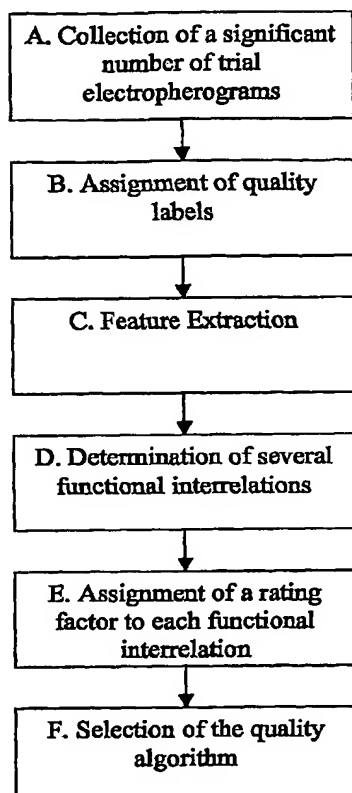 A. Collection of a significant
number of trial
electropherograms
B. Assignment of quality
labels
C. Feature Extraction
D. Determination of several
functional interrelations
E. Assignment of a rating
factor to each functional
interrelation
F. Selection of the quality
algorithm